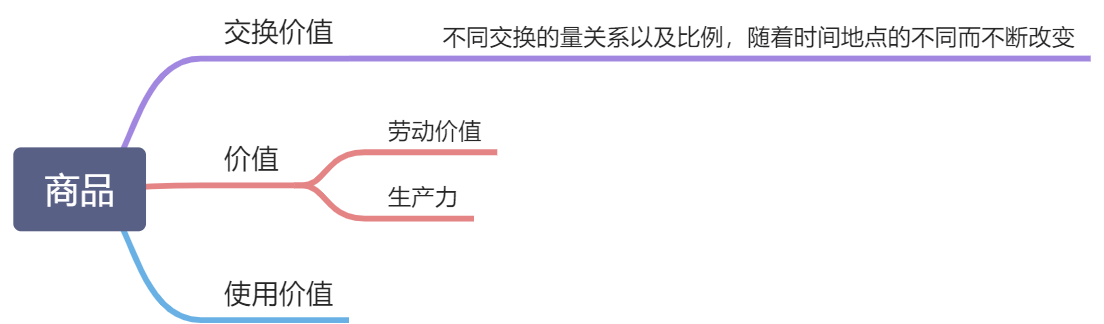 商品
交换价值
不同交换的量关系以及比例，随着时间地点的不同而不断改变
价值
劳动价值
生产力
使用价值